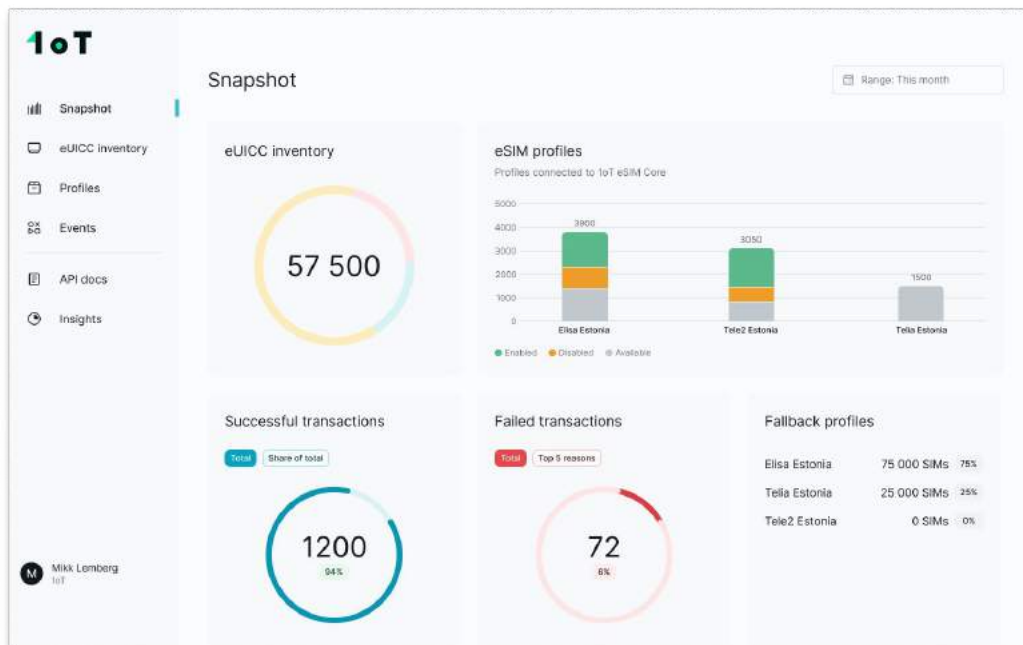 1oT
Snapshot
eUICC inventory
Profiles
Events
API docs
Insights
M
Mikk Lemberg
1oT
Snapshot
Range: This month
eUICC inventory
57 500
eSIM profiles
Profiles connected to 1oT eSIM Core
5000
4000
3000
2000
1000
0
3900
3050
1500
Elisa Estonia
Tele2 Estonia
Telia Estonia
Enabled
Disabled
Available
Successful transactions
Total
Share of total
1200
94%
Failed transactions
Total
Top 5 reasons
72
6%
Fallback profiles
Elisa Estonia 75 000 SIMs 75%
Telia Estonia 25 000 SIMs 25%
Tele2 Estonia 0 SIMs 0%